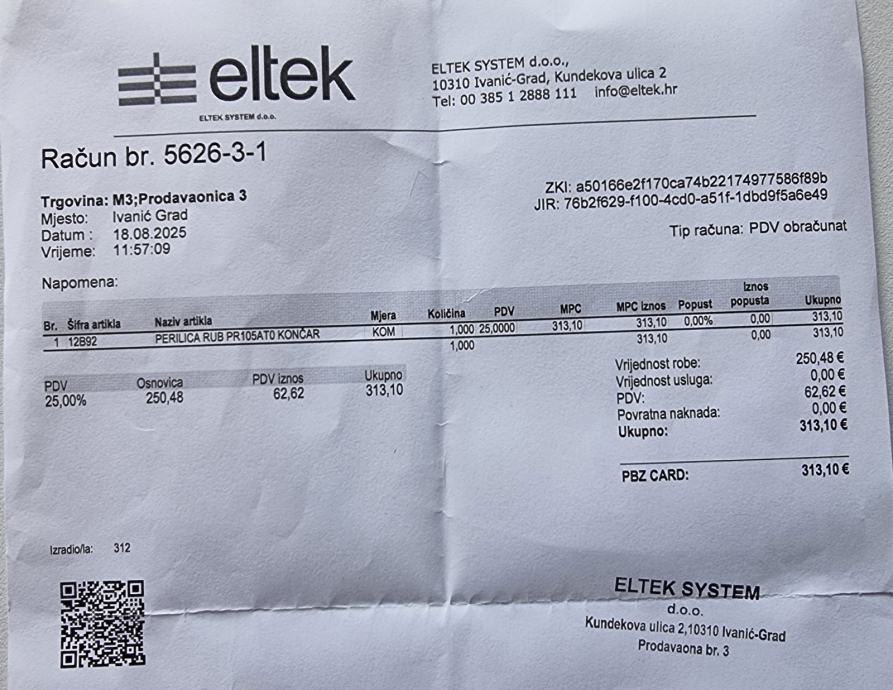 eltek
ELTEK SYSTEM d.o.o.
ELTEK SYSTEM d.o.o.,
10310 Ivanić-Grad, Kundekova ulica 2
Tel: 00 385 1 2888 111 info@eltek.hr
Račun br. 5626-3-1
ZKI: a50166e2f170ca74b22174977586f89b
JIR: 76b2f629-f100-4cd0-a51f-1dbd9f5a6e49
Tip računa: PDV obračunat
Trgovina: M3;Prodavaonica 3
Mjesto: Ivanić Grad
Datum : 18.08.2025
Vrijeme: 11:57:09
Napomena:
Br. Šifra artikla Naziv artikla Mjera Količina PDV MPC MPC Iznos Popust Iznos popusta Ukupno
1 12892 PERILICA RUB PR105AT0 KONČAR KOM 1,000 25,0000 313,10 313,10 0,00% 0,00 313,10
1,000 313,10 0,00 313,10
PDV Osnovica PDV iznos Ukupno
25,00% 250,48 62,62 313,10
Vrijednost robe: 250,48 €
Vrijednost usluga: 0,00 €
PDV: 62,62 €
Povratna naknada: 0,00 €
Ukupno: 313,10 €
PBZ CARD: 313,10 €
Izradio/la: 312
ELTEK SYSTEM
d.o.o.
Kundekova ulica 2,10310 Ivanić-Grad
Prodavaona br. 3